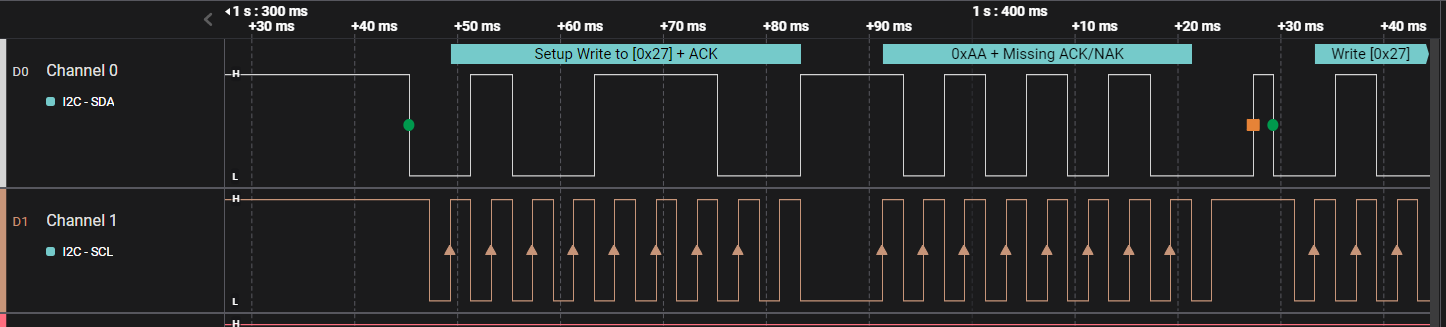 1 s : 300 ms
1 s : 400 ms
+30 ms +40 ms +50 ms +60 ms +70 ms +80 ms +90 ms +10 ms +20 ms +30 ms +40 ms
Setup Write to [0x27] + ACK
0xAA + Missing ACK/NAK
Write [0x27]
D0 Channel 0
H
I2C - SDA
L
D1 Channel 1
H
I2C - SCL
L
H